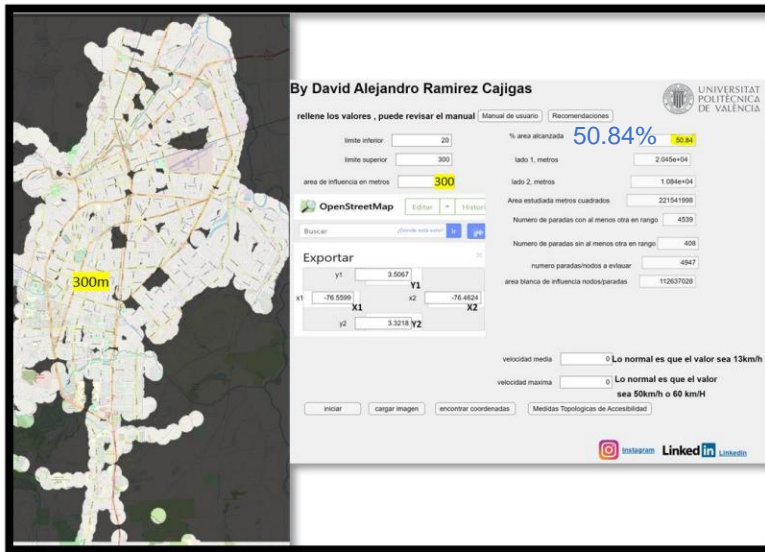 300m
By David Alejandro Ramirez Cajigas
UNIVERSITAT
POLITÈCNICA
DE VALÈNCIA
rellene los valores , puede revisar el manual
Manual de usuario
Recomendaciones
limite inferior 20
limite superior 300
area de influencia en metros 300
OpenStreetMap Editar
Buscar ¿Dónde está esto? Ir
Exportar
y1 3.5067
Y1
x1 -76.5599 x2 -76.4624
X1 X2
y2 3.3218 Y2
% area alcanzada 50.84% 50.84
lado 1, metros 2.045e+04
lado 2, metros 1.084e+04
Area estudiada metros cuadrados 221541998
Numero de paradas con al menos otra en rango 4539
Numero de paradas sin al menos otra en rango 408
numero paradas/nodos a evlauar 4947
area blanca de influencia nodos/paradas 112637028
velocidad media 0 Lo normal es que el valor sea 13km/h
velocidad maxima 0 Lo normal es que el valor
sea 50km/h o 60 km/H
iniciar
cargar imagen
encontrar coordenadas
Medidas Topologicas de Accesibilidad
Instagram Linked in Linkedin